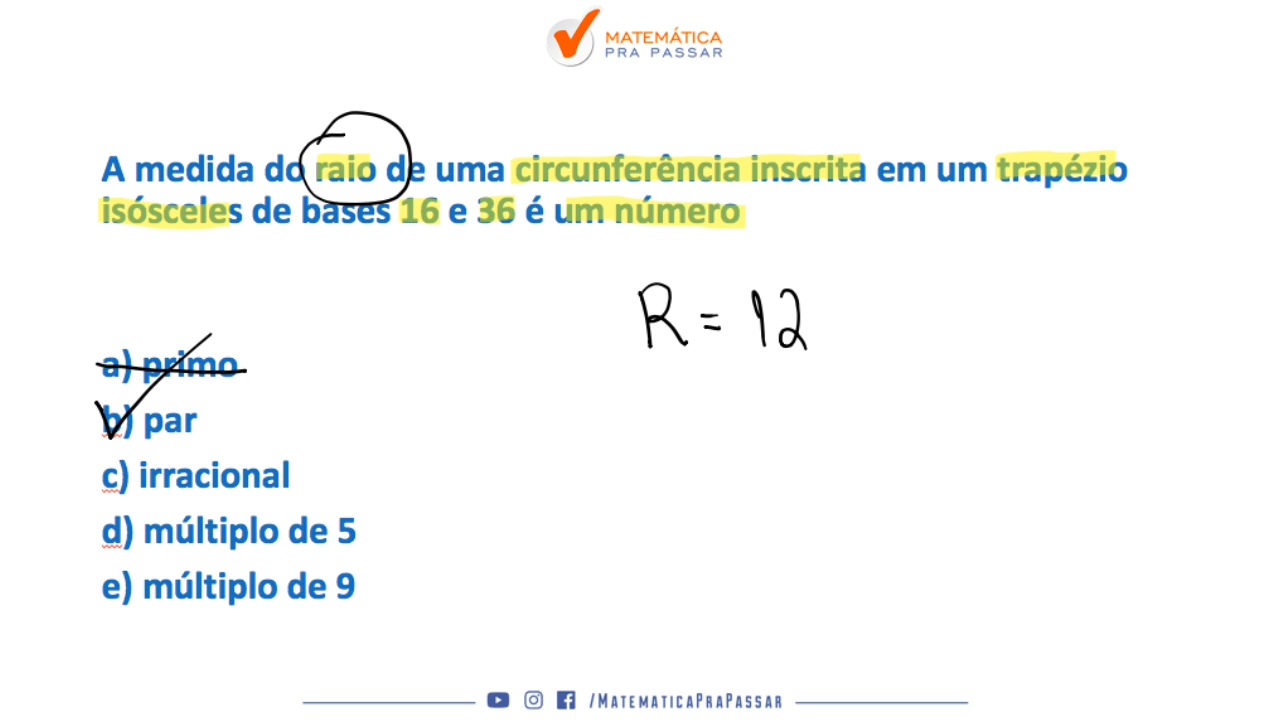 MATEMÁTICA
PRA PASSAR
A medida do raio de uma circunferência inscrita em um trapézio
isósceles de bases 16 e 36 é um número
R = 12
a) primo
b) par
c) irracional
d) múltiplo de 5
e) múltiplo de 9
/MATEMATICAPRAPASSAR